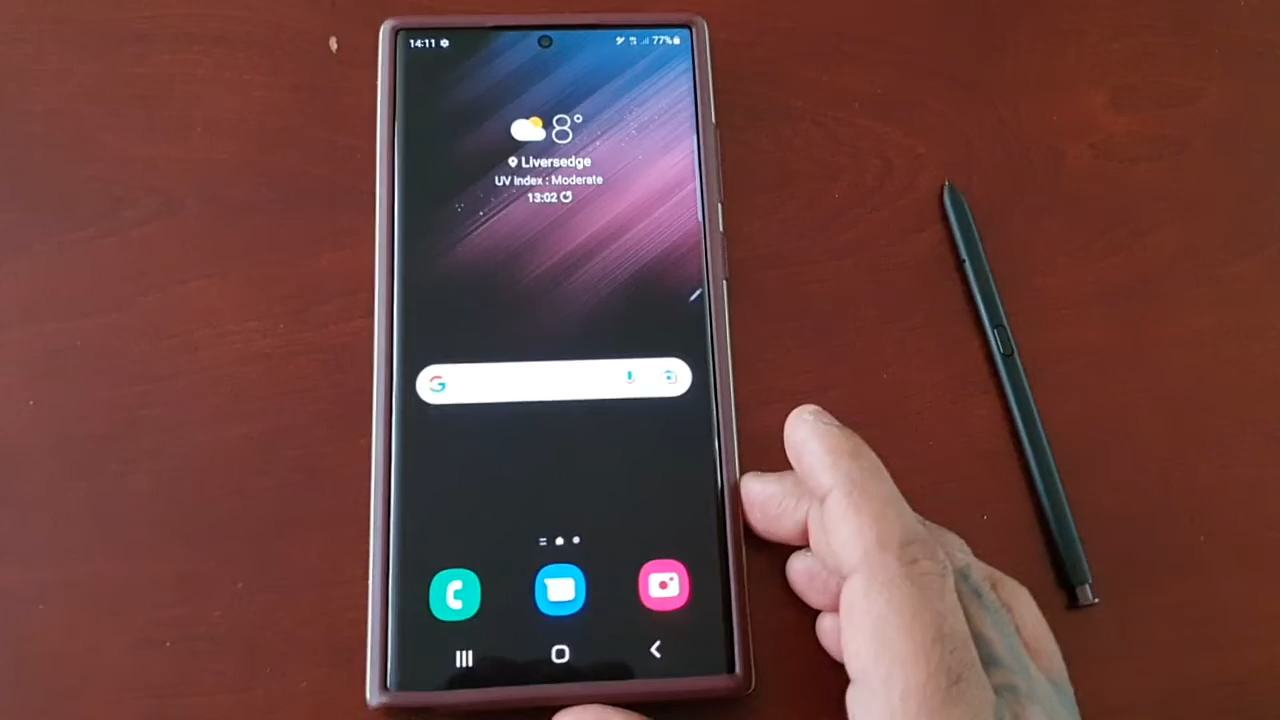 14:11 77%
8°
Liversedge
UV Index : Moderate
13:02
G